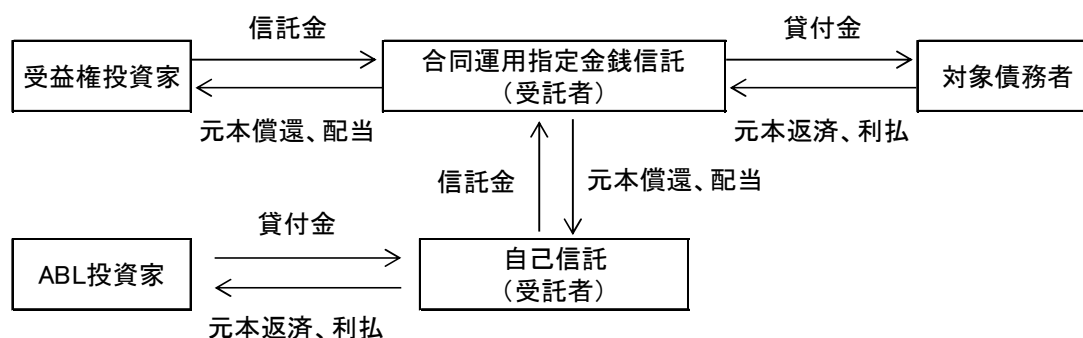 信託金
貸付金
受益権投資家
合同運用指定金銭信託
（受託者）
対象債務者
元本償還、配当
元本返済、利払
信託金
元本償還、配当
貸付金
ABL投資家
自己信託
（受託者）
元本返済、利払